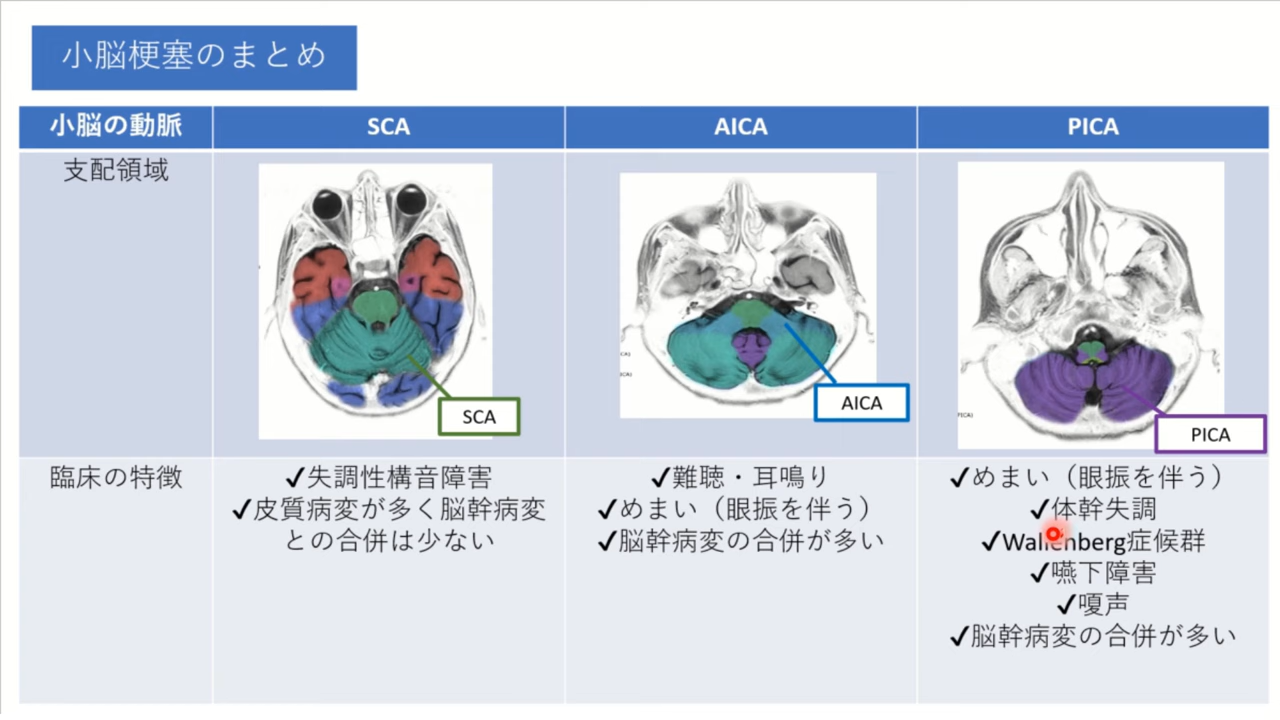 小脳梗塞のまとめ
小脳の動脈 SCA AICA PICA
支配領域
SCA
AICA
PICA
臨床の特徴
✓失調性構音障害
✓皮質病変が多く脳幹病変
との合併は少ない
✓難聴・耳鳴り
✓めまい（眼振を伴う）
✓脳幹病変の合併が多い
✓めまい（眼振を伴う）
✓体幹失調
✓Wallenberg症候群
✓嚥下障害
✓嗄声
✓脳幹病変の合併が多い